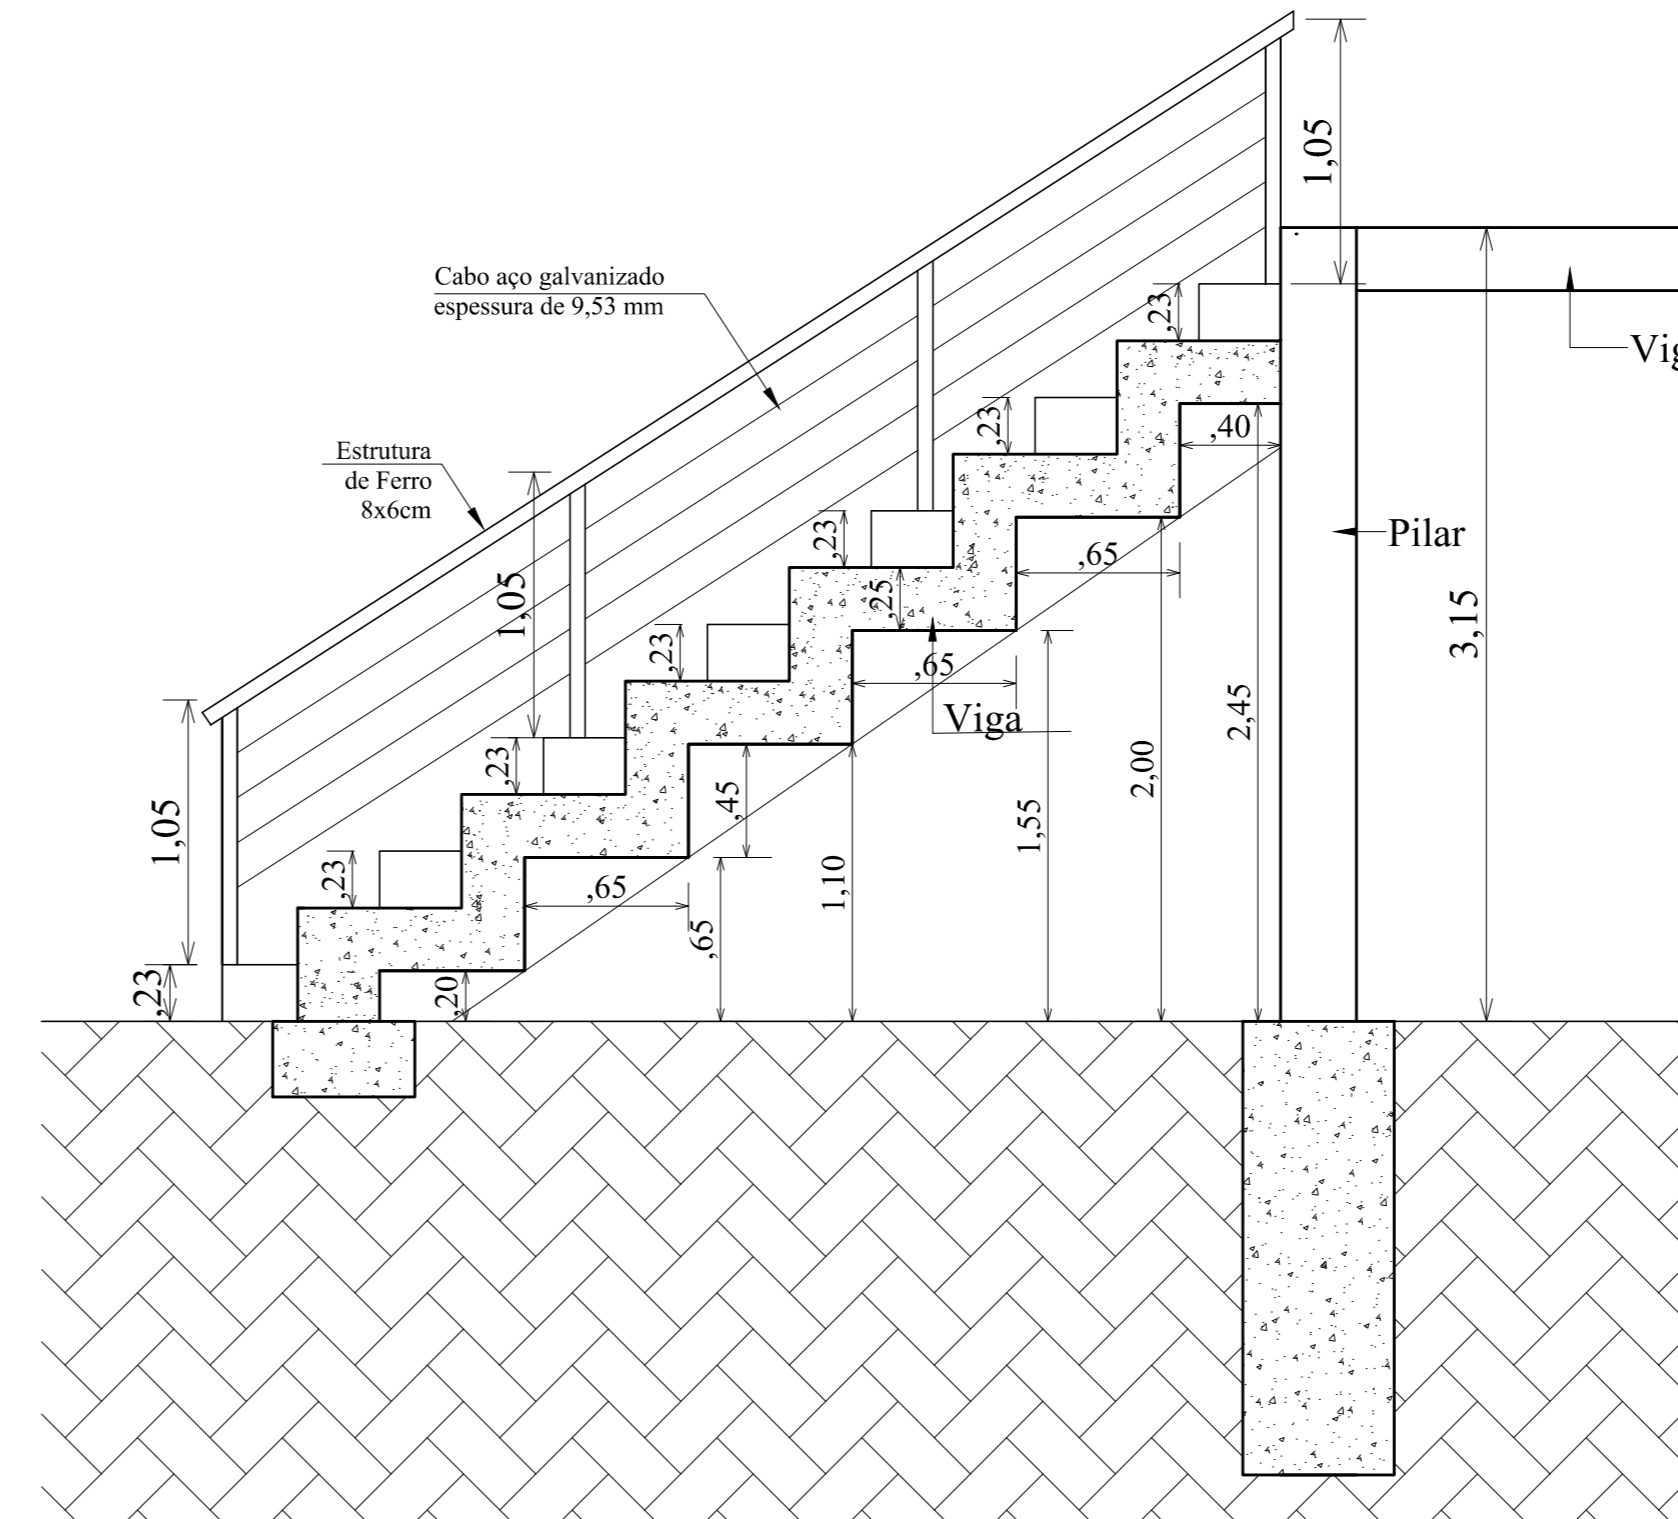 1,05
Cabo aço galvanizado
espessura de 9,53 mm
,23
Vig
,23
,40
Estrutura
de Ferro
8x6cm
Pilar
,23
,65
1,05
,25
3,15
,23
,65
Viga
2,45
,23
2,00
,45
1,55
1,05
,23
,65
1,10
,65
,23
,20